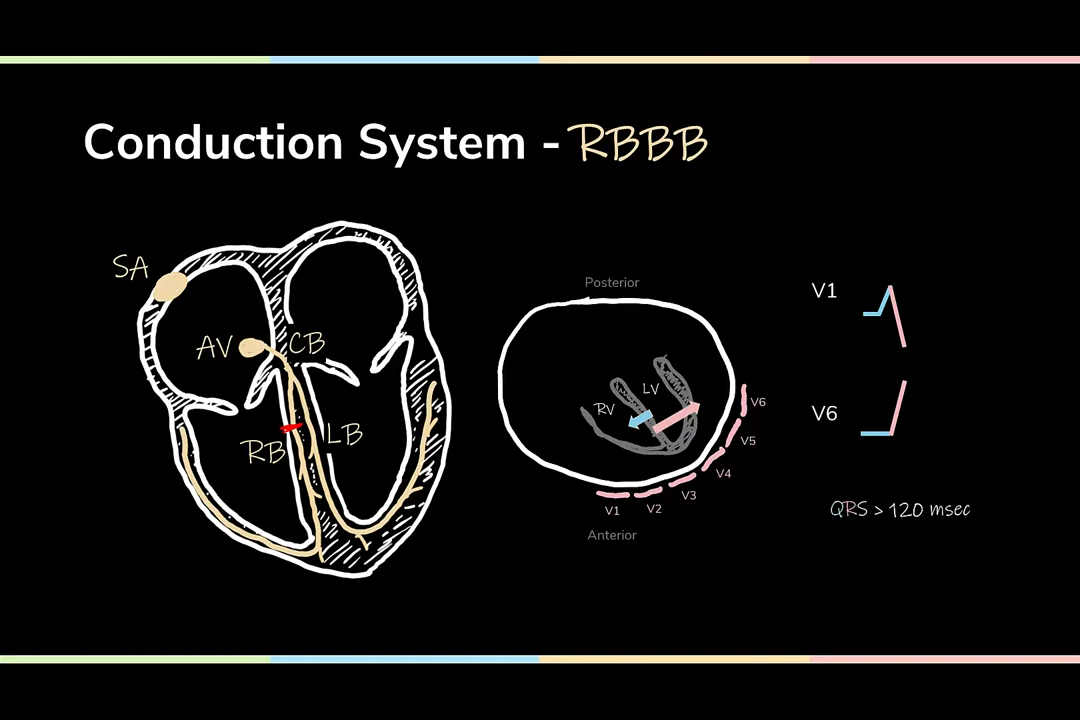 Conduction System - RBBB
SA
AV
CB
RB
LB
Posterior
LV
RV
V6
V5
V4
V3
V2
V1
Anterior
V1
V6
QRS > 120 msec